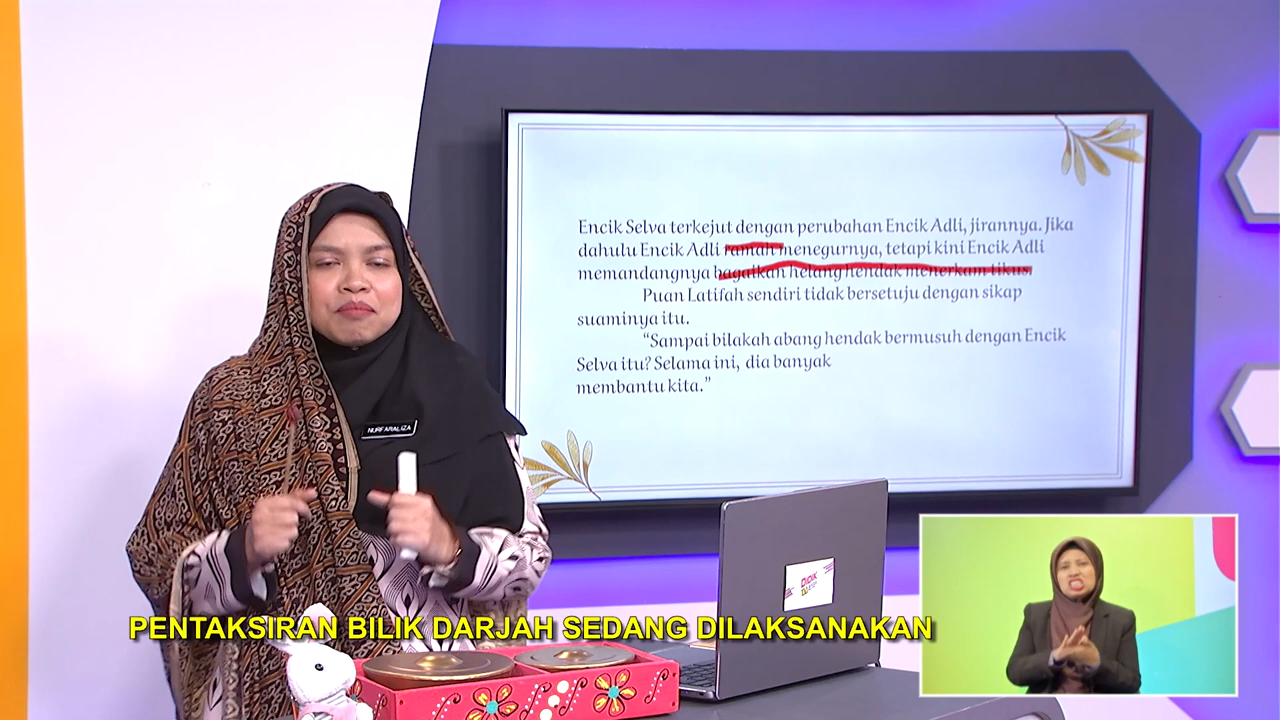 Encik Selva terkejut dengan perubahan Encik Adli, jirannya. Jika
dahulu Encik Adli ramah menegurnya, tetapi kini Encik Adli
memandangnya bagaikan helang hendak menerkam tikus.
Puan Latifah sendiri tidak bersetuju dengan sikap
suaminya itu.
“Sampai bilakah abang hendak bermusuh dengan Encik
Selva itu? Selama ini, dia banyak
membantu kita.”
NURFARALIZA
DIDIK
PENTAKSIRAN BILIK DARJAH SEDANG DILAKSANAKAN